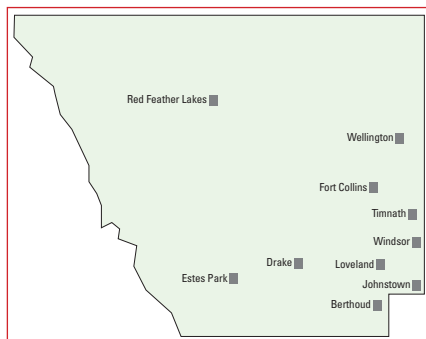 Red Feather Lakes
Wellington
Fort Collins
Timnath
Windsor
Drake
Loveland
Estes Park
Johnstown
Berthoud